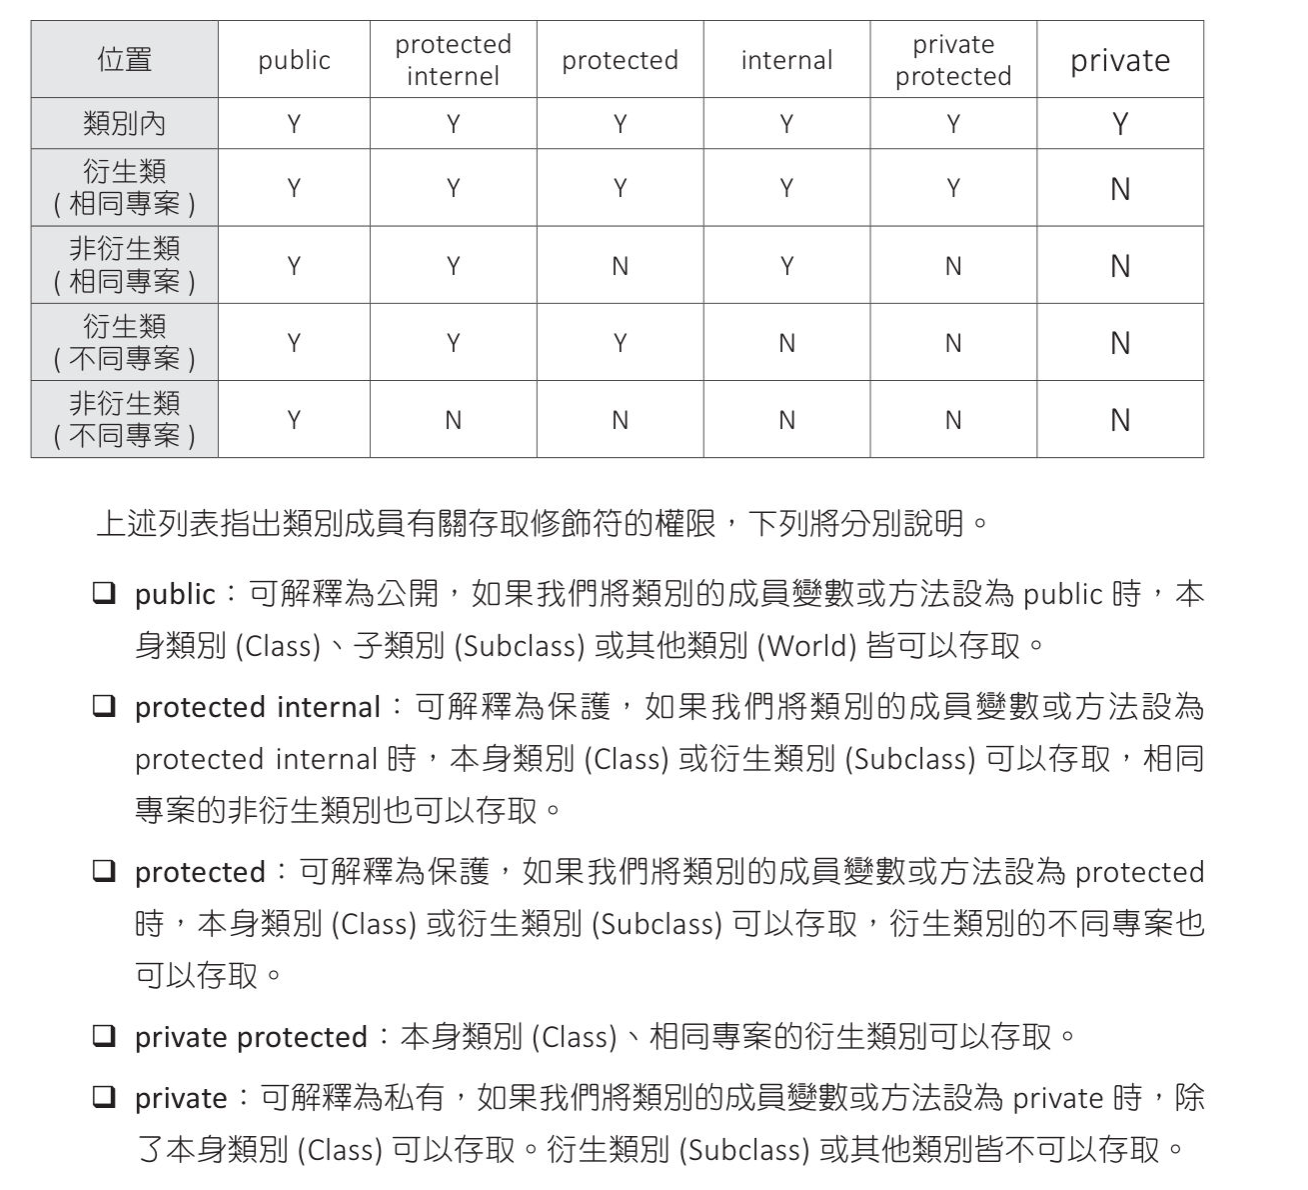 位置 public protected internel protected internal private protected private
類別內 Y Y Y Y Y Y
衍生類 (相同專案) Y Y Y Y Y N
非衍生類 (相同專案) Y Y N Y N N
衍生類 (不同專案) Y Y Y N N N
非衍生類 (不同專案) Y N N N N N
上述列表指出類別成員有關存取修飾符的權限，下列將分別說明。
❑ public：可解釋為公開，如果我們將類別的成員變數或方法設為 public 時，本
身類別 (Class)、子類別 (Subclass) 或其他類別 (World) 皆可以存取。
❑ protected internal：可解釋為保護，如果我們將類別的成員變數或方法設為
protected internal 時，本身類別 (Class) 或衍生類別 (Subclass) 可以存取，相同
專案的非衍生類別也可以存取。
❑ protected：可解釋為保護，如果我們將類別的成員變數或方法設為 protected
時，本身類別 (Class) 或衍生類別 (Subclass) 可以存取，衍生類別的不同專案也
可以存取。
❑ private protected：本身類別 (Class)、相同專案的衍生類別可以存取。
❑ private：可解釋為私有，如果我們將類別的成員變數或方法設為 private 時，除
了本身類別 (Class) 可以存取。衍生類別 (Subclass) 或其他類別皆不可以存取。